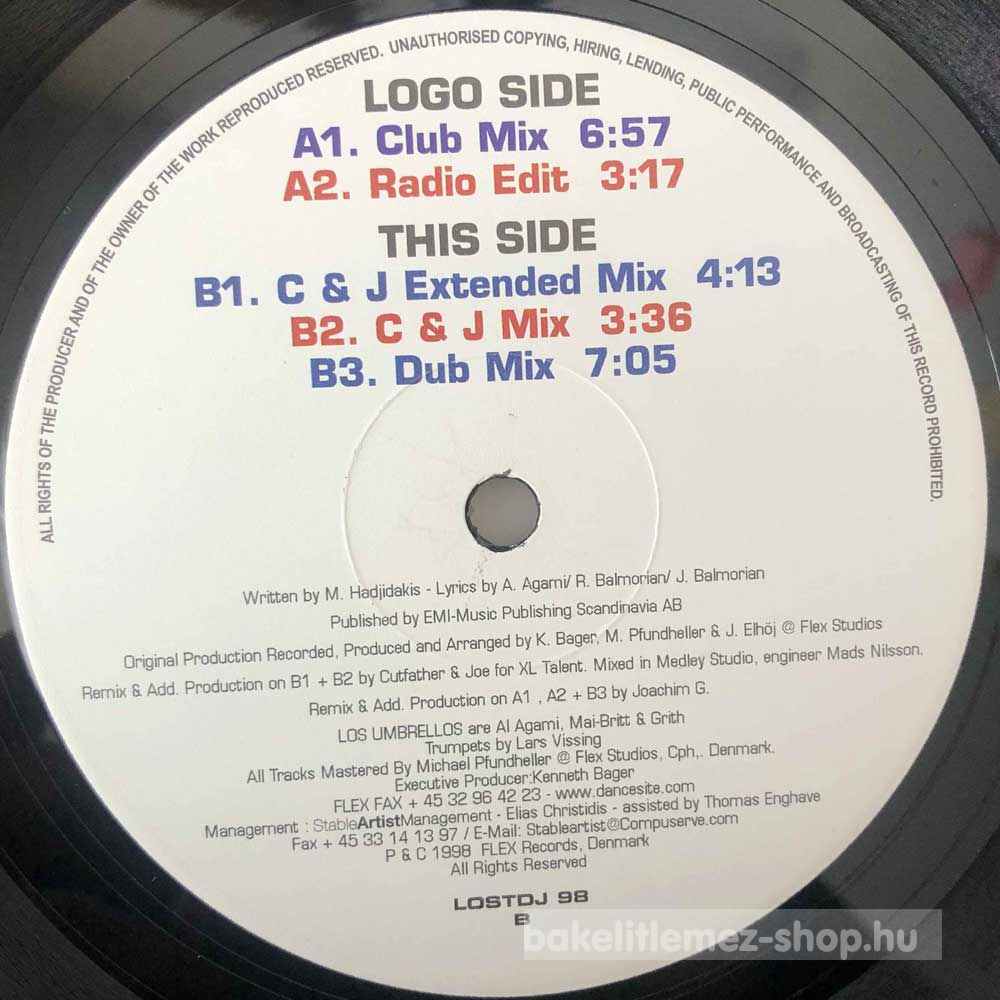 ALL RIGHTS OF THE PRODUCER AND OF THE OWNER OF THE WORK REPRODUCED RESERVED. UNAUTHORISED COPYING, HIRING, LENDING, PUBLIC PERFORMANCE AND BROADCASTING OF THIS RECORD PROHIBITED.
LOGO SIDE
A1. Club Mix 6:57
A2. Radio Edit 3:17
THIS SIDE
B1. C & J Extended Mix 4:13
B2. C & J Mix 3:36
B3. Dub Mix 7:05
Written by M. Hadjidakis - Lyrics by A. Agami/ R. Balmorian/ J. Balmorian
Published by EMI-Music Publishing Scandinavia AB
Original Production Recorded, Produced and Arranged by K. Bager, M. Pfundheller & J. Elhöj @ Flex Studios
Remix & Add. Production on B1 + B2 by Cutfather & Joe for XL Talent. Mixed in Medley Studio, engineer Mads Nilsson.
Remix & Add. Production on A1 , A2 + B3 by Joachim G.
LOS UMBRELLOS are Al Agami, Mai-Britt & Grith
Trumpets by Lars Vissing
All Tracks Mastered By Michael Pfundheller @ Flex Studios, Cph,. Denmark.
Executive Producer:Kenneth Bager
FLEX FAX + 45 32 96 42 23 - www.dancesite.com
Management : StableArtistManagement - Elias Christidis - assisted by Thomas Enghave
Fax + 45 33 14 13 97 / E-Mail: Stableartist@Compuserve.com
P & C 1998 FLEX Records, Denmark
All Rights Reserved
LOSTDJ 98
B
bakelitlemez-shop.hu